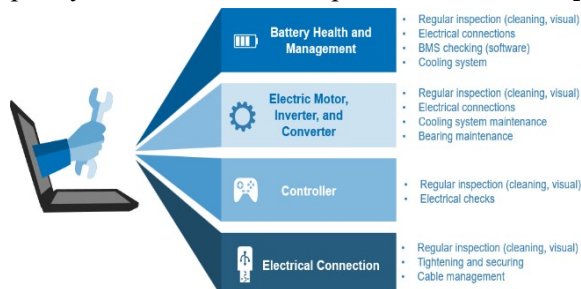 Battery Health and
Management
• Regular inspection (cleaning, visual)
• Electrical connections
• BMS checking (software)
• Cooling system
Electric Motor,
Inverter, and
Converter
• Regular inspection (cleaning, visual)
• Electrical connections
• Cooling system maintenance
• Bearing maintenance
Controller
• Regular inspection (cleaning, visual)
• Electrical checks
Electrical Connection
• Regular inspection (cleaning, visual)
• Tightening and securing
• Cable management